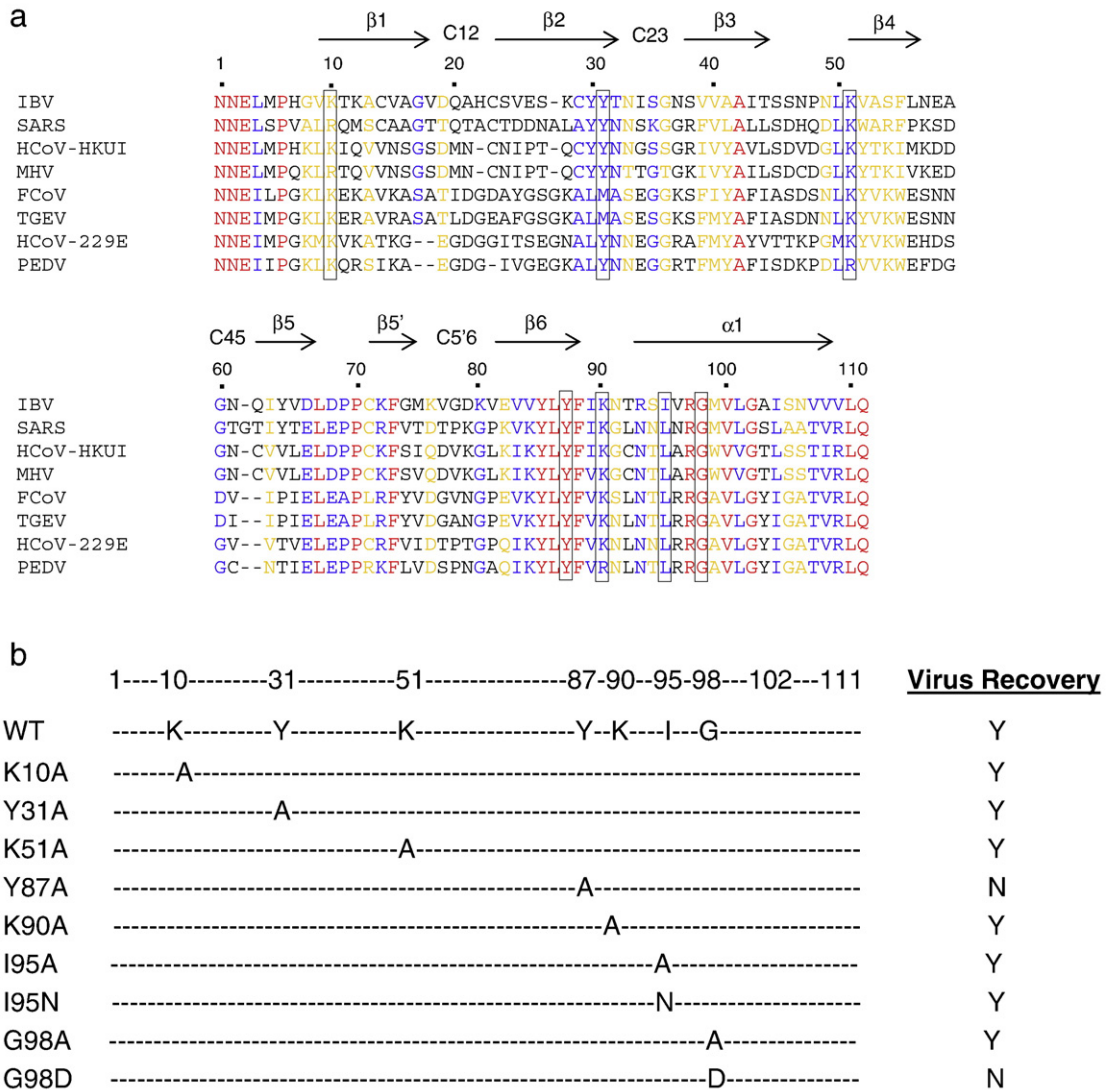 a
β1 C12 β2 C23 β3 β4
1 10 20 30 40 50
IBV NNELMPHGVKTKACVAGVDQAHCSVES-KCYYTNISGNSVVAAITSSNPNLKVASFLNEA
SARS NNELSPVALRQMSCAAGTTQTACTDDNALAYYNNSKGGRFVLALLSDHQDLKWARFPKSD
HCoV-HKUI NNELMPGKLKIQVVNSGSDMN-CNIPT-QCYYNNGSSGRIVYAVLSDVDGLKYTKIMKDD
MHV NNELMPQKLRTQVVNSGSDMN-CNIPT-QCYYNTTGTGKIVYAILSDCDGLKYTKIVKED
FCoV NNEILPGKLKEKAVKASATIDGDAYGSGKALMASEGGKSFIYAFIASDSNLKYVKWESNN
TGEV NNEIMPGKLKERAVRASATLDGEAFGSGKALMASESGKSFMYAFIASDNNLKYVKWESNN
HCoV-229E NNEIMPGKMKVKATKG--EGDGGITSEGNALYNNEGGRAFMYAYVTTKPGMKYVKWEHDS
PEDV NNEIIPGKLKQRSIKA--EGDG-IVGEGKALYNNEGGRTFMYAFISDKPDLRVVKWEFDG
C45 β5 β5' C5'6 β6 α1
60 70 80 90 100 110
IBV GN-QIYVDLDPPCKFGMKVGDKVEVVYLYFIKNTRSIVRGMVLGAISNVVVLQ
SARS GTGTIYTELEPPCRFVTDTPKGPKVKYLYFIKGLNNLNRGMVLGSLAATVRLQ
HCoV-HKUI GN-CVVLELEPPCKFSIQDVKGLKIKYLYFVKGCNTLARGWVVGTLSSTIRLQ
MHV GN-CVVLELEPPCKFSVQDVKGLKIKYLYFVKGCNTLARGWVVGTLSSTVRLQ
FCoV DV--IPIELEAPLRFYVDGVNGPEVKYLYFVKSLNTLRRGAVLGYIGATVRLQ
TGEV DI--IPIELEAPLRFYVDGANGPEVKYLYFVKNLNTLRRGAVLGYIGATVRLQ
HCoV-229E GV--VTVELEPPCRFVIDTPTGPQIKYLYFVKNLNNLRRGAVLGYIGATVRLQ
PEDV GC--NTIELEPPRKFLVDSPNGAQIKYLYFVRNLNTLRRGAVLGYIGATVRLQ
b
1----10---------31-------------51------------------87-90---95-98----102---111 Virus Recovery
WT -------K----------Y--------------K--------------------Y--K-----I---G------------------ Y
K10A --------A------------------------------------------------------------------------------- Y
Y31A --------------------A------------------------------------------------------------------- Y
K51A -----------------------------------A------------------------------------------------------ Y
Y87A --------------------------------------------------------A--------------------------------- N
K90A -----------------------------------------------------------A------------------------------ Y
I95A -----------------------------------------------------------------A------------------------ Y
I95N -----------------------------------------------------------------N------------------------ Y
G98A -----------------------------------------------------------------------A------------------ Y
G98D -----------------------------------------------------------------------D------------------ N